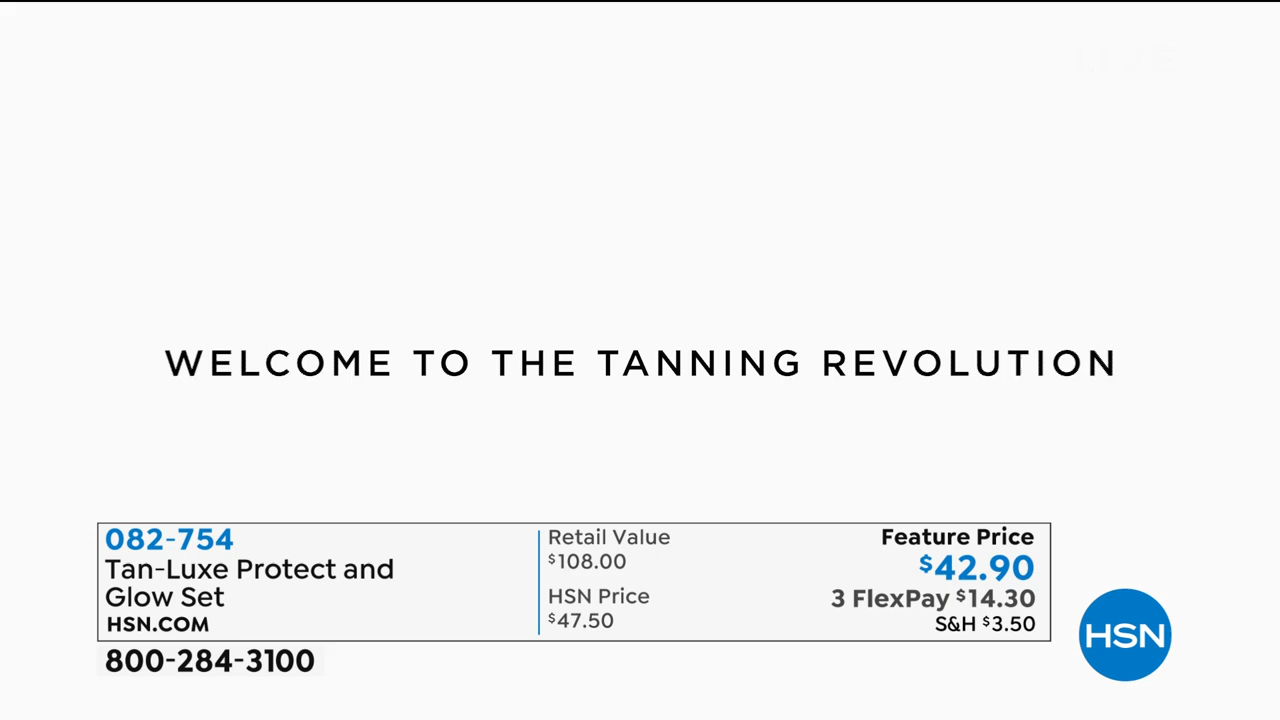 LIVE
WELCOME TO THE TANNING REVOLUTION
082-754
Tan-Luxe Protect and
Glow Set
HSN.COM
Retail Value
$108.00
HSN Price
$47.50
Feature Price
$42.90
3 FlexPay $14.30
S&H $3.50
800-284-3100
HSN